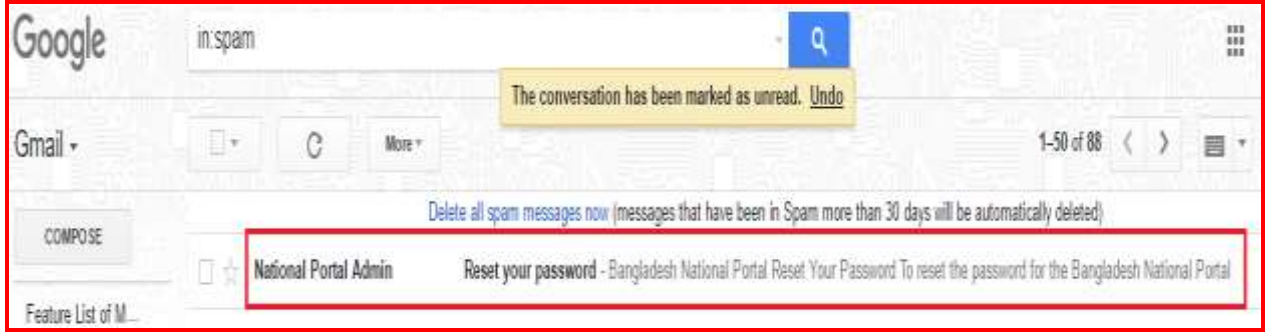 Google in:spam
The conversation has been marked as unread. Undo
Gmail More 1–50 of 88
Delete all spam messages now (messages that have been in Spam more than 30 days will be automatically deleted)
COMPOSE
National Portal Admin Reset your password - Bangladesh National Portal Reset Your Password To reset the password for the Bangladesh National Portal
Feature List of M...